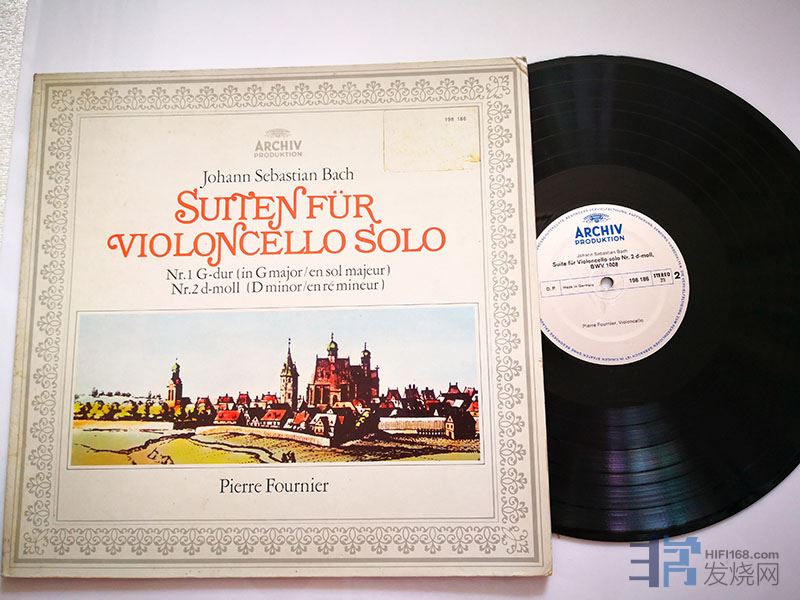 198 186
ARCHIV
PRODUKTION
Johann Sebastian Bach
SUITEN FÜR
VIOLONCELLO SOLO
Nr.1 G-dur (in G major/en sol majeur)
Nr.2 d-moll (D minor/en ré mineur)
Pierre Fournier
ARCHIV
PRODUKTION
Johann Sebastian Bach
Suite für Violoncello solo Nr. 2 d-moll,
BWV 1008
D.P. Made in Germany 198 186 STEREO 2
Pierre Fournier, Violoncello
HIFI168.com
发烧网